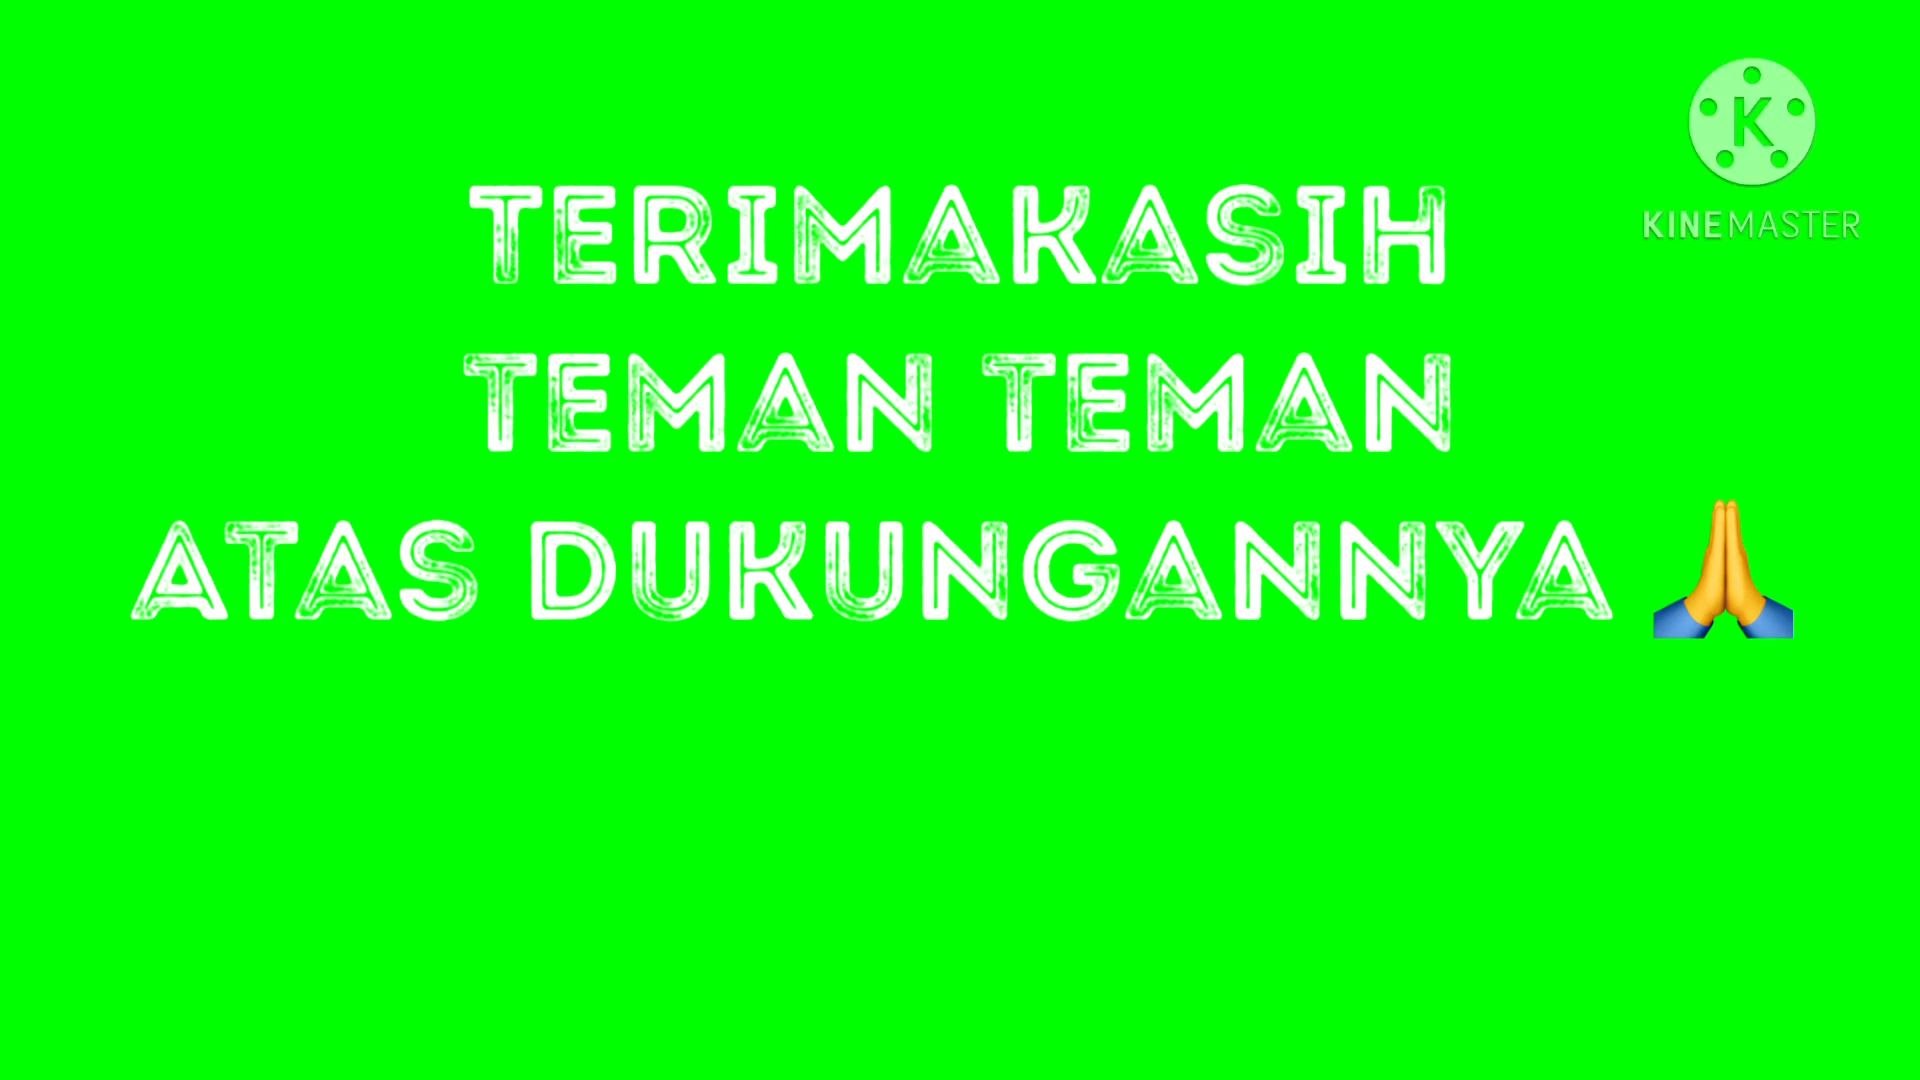 KINEMASTER
TERIMAKASIH
TEMAN TEMAN
ATAS DUKUNGANNYA 🙏